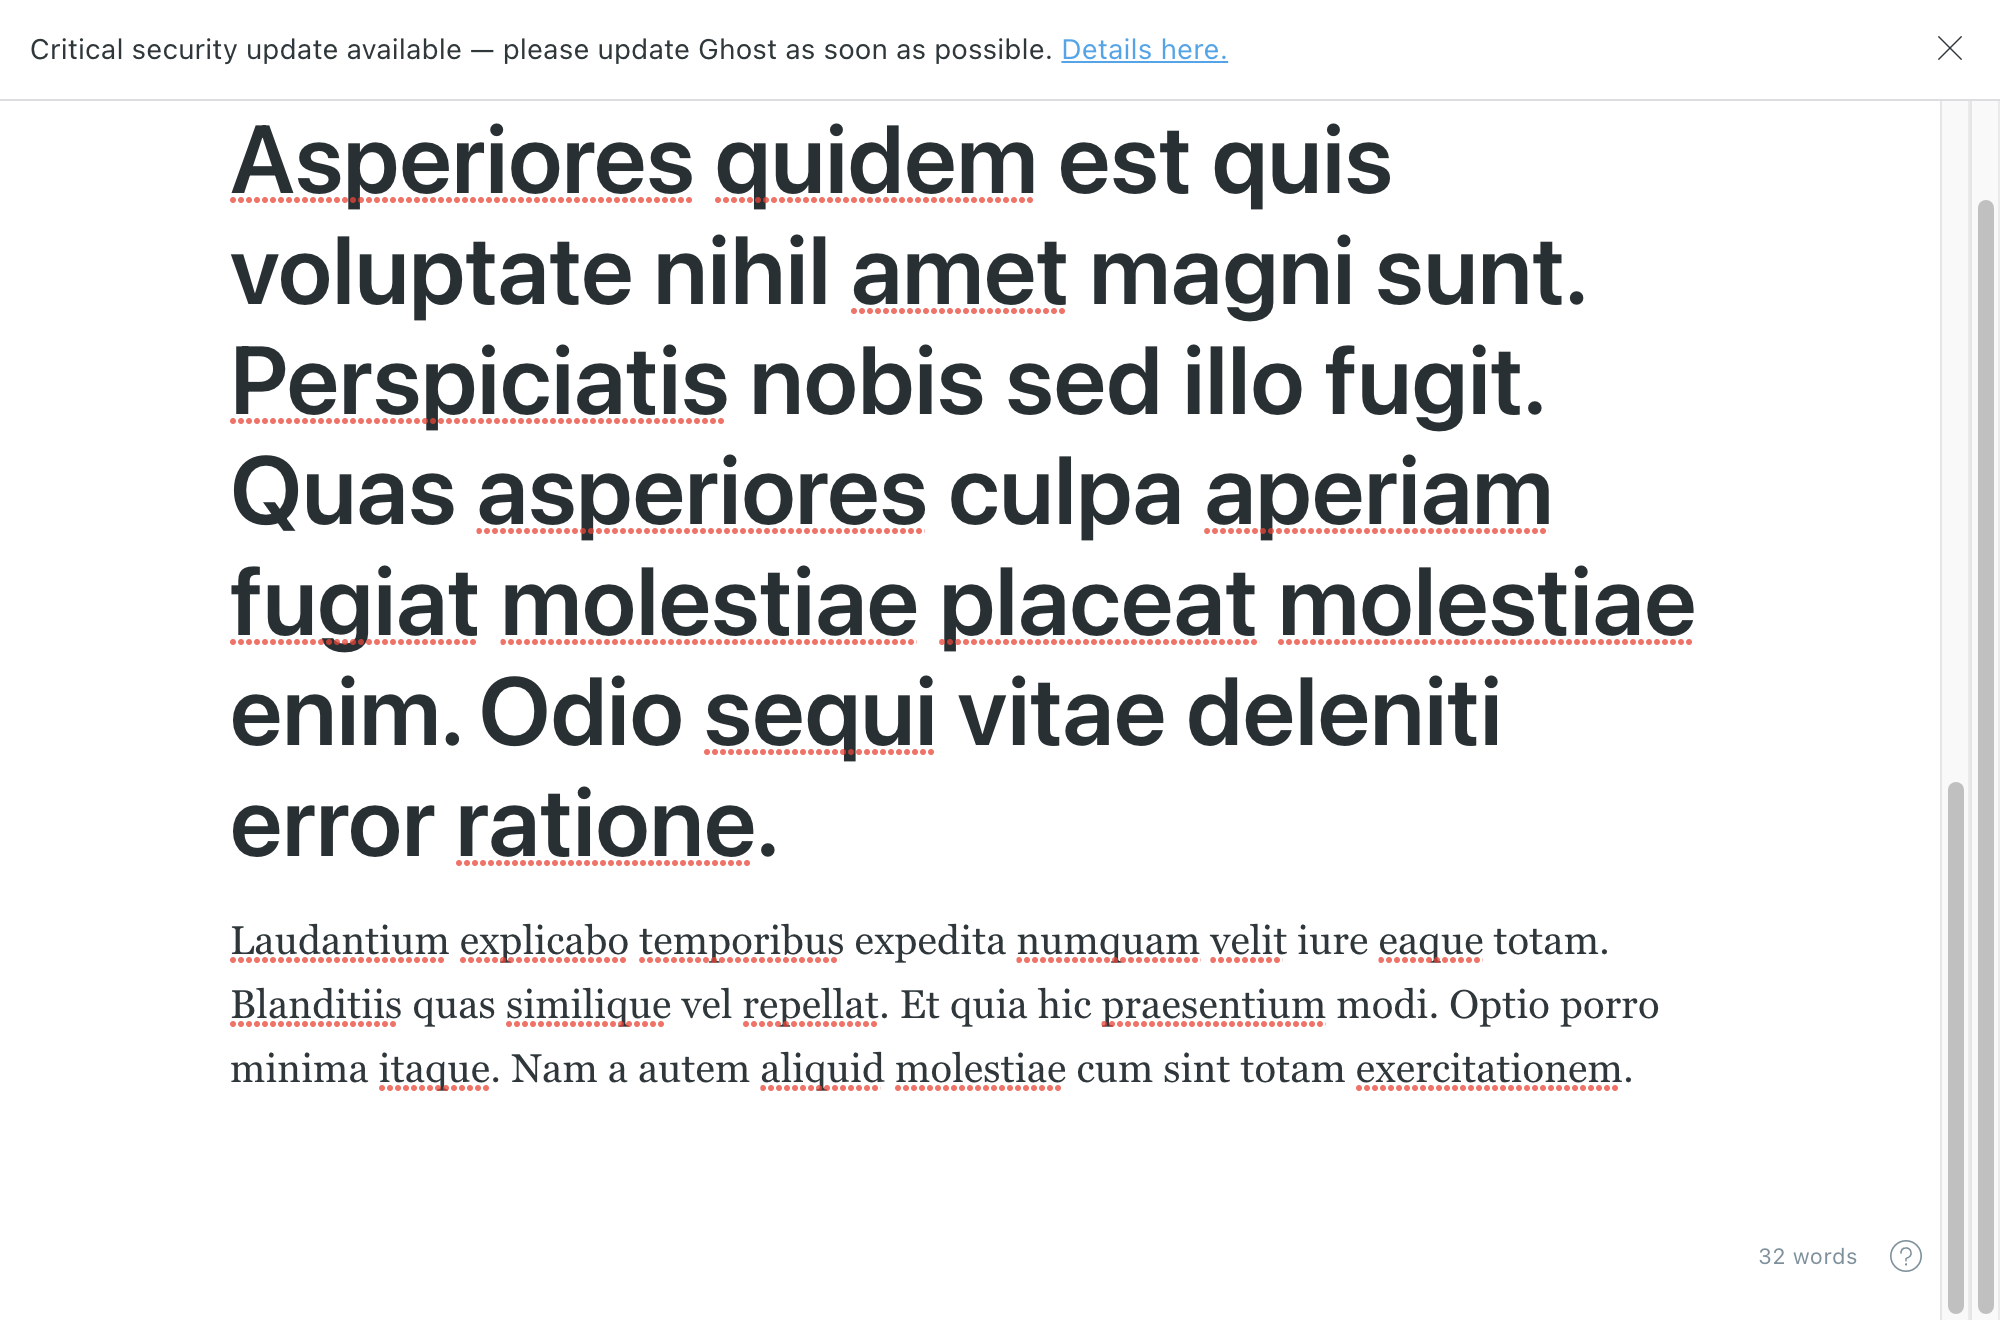 Critical security update available — please update Ghost as soon as possible. Details here.
Asperiores quidem est quis
voluptate nihil amet magni sunt.
Perspiciatis nobis sed illo fugit.
Quas asperiores culpa aperiam
fugiat molestiae placeat molestiae
enim. Odio sequi vitae deleniti
error ratione.
Laudantium explicabo temporibus expedita numquam velit iure eaque totam.
Blanditiis quas similique vel repellat. Et quia hic praesentium modi. Optio porro
minima itaque. Nam a autem aliquid molestiae cum sint totam exercitationem.
32 words ?